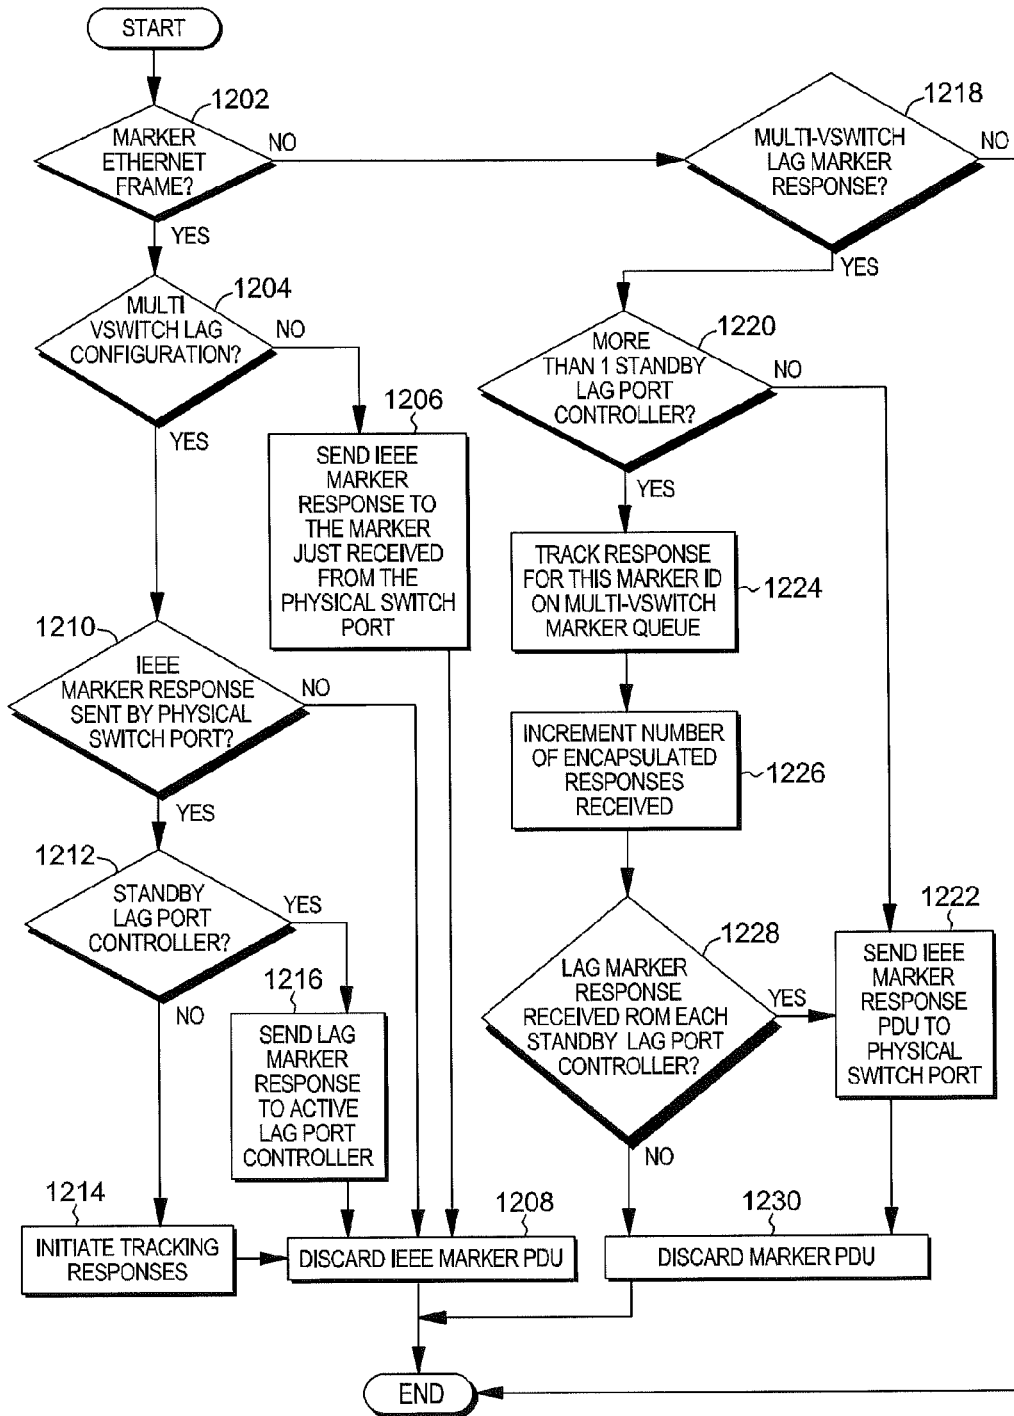 START
1202
MARKER
ETHERNET
FRAME?
NO
YES
1218
MULTI-VSWITCH
LAG MARKER
RESPONSE?
NO
YES
1204
MULTI
VSWITCH LAG
CONFIGURATION?
NO
YES
1206
SEND IEEE
MARKER
RESPONSE TO
THE MARKER
JUST RECEIVED
FROM THE
PHYSICAL SWITCH
PORT
1220
MORE
THAN 1 STANDBY
LAG PORT
CONTROLLER?
NO
YES
TRACK RESPONSE
FOR THIS MARKER ID
ON MULTI-VSWITCH
MARKER QUEUE
1224
1210
IEEE
MARKER RESPONSE
SENT BY PHYSICAL
SWITCH PORT?
NO
YES
INCREMENT NUMBER
OF ENCAPSULATED
RESPONSES
RECEIVED
1226
1212
STANDBY
LAG PORT
CONTROLLER?
YES
NO
1216
SEND LAG
MARKER
RESPONSE
TO ACTIVE
LAG PORT
CONTROLLER
1228
LAG MARKER
RESPONSE
RECEIVED ROM EACH
STANDBY LAG PORT
CONTROLLER?
YES
NO
1222
SEND IEEE
MARKER
RESPONSE
PDU TO
PHYSICAL
SWITCH PORT
1214
INITIATE TRACKING
RESPONSES
1208
DISCARD IEEE MARKER PDU
1230
DISCARD MARKER PDU
END